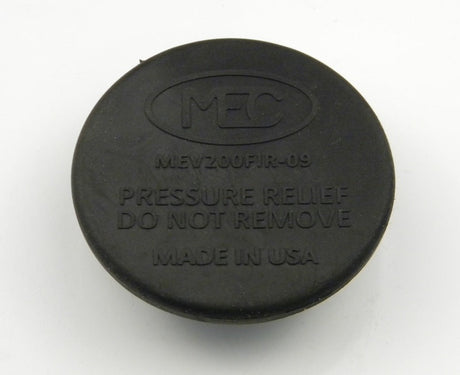 MEC
MEV200FIR-09
PRESSURE RELIEF
DO NOT REMOVE
MADE IN USA